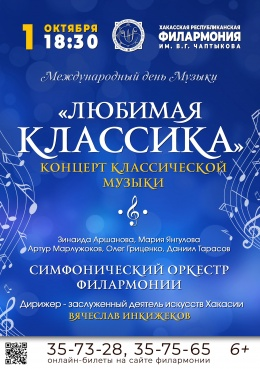 1 ОКТЯБРЯ
18:30
ХАКАССКАЯ РЕСПУБЛИКАНСКАЯ
ФИЛАРМОНИЯ
ИМ. В.Г. ЧАПТЫКОВА
Международный день Музыки
«ЛЮБИМАЯ
КЛАССИКА»
КОНЦЕРТ КЛАССИЧЕСКОЙ
МУЗЫКИ
Зинаида Аршанова, Мария Янгулова
Артур Марлужоков, Олег Гриценко, Даниил Тарасов
СИМФОНИЧЕСКИЙ ОРКЕСТР
ФИЛАРМОНИИ
Дирижер - заслуженный деятель искусств Хакасии
ВЯЧЕСЛАВ ИНКИЖЕКОВ
35-73-28, 35-75-65 6+
онлайн-билеты на сайте филармонии